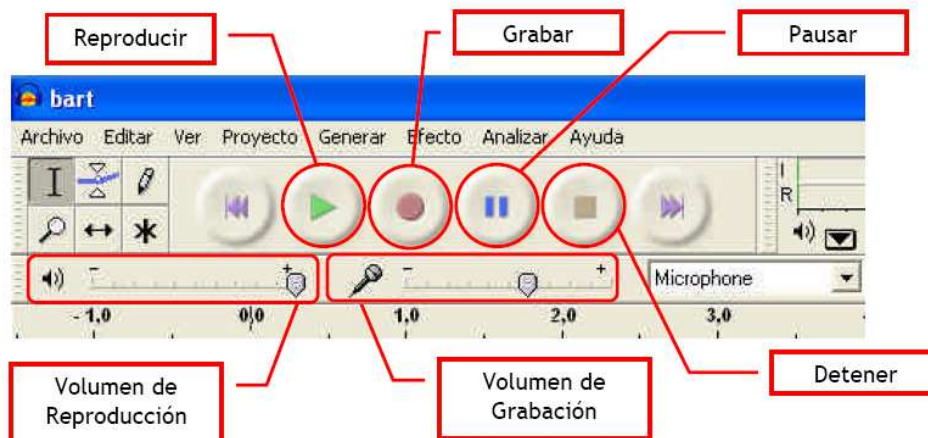 Reproducir
Grabar
Pausar
bart
Archivo Editar Ver Proyecto Generar Efecto Analizar Ayuda
I
R
- +
- +
Microphone
- 1,0 0,0 1,0 2,0 3,0
Volumen de
Reproducción
Volumen de
Grabación
Detener